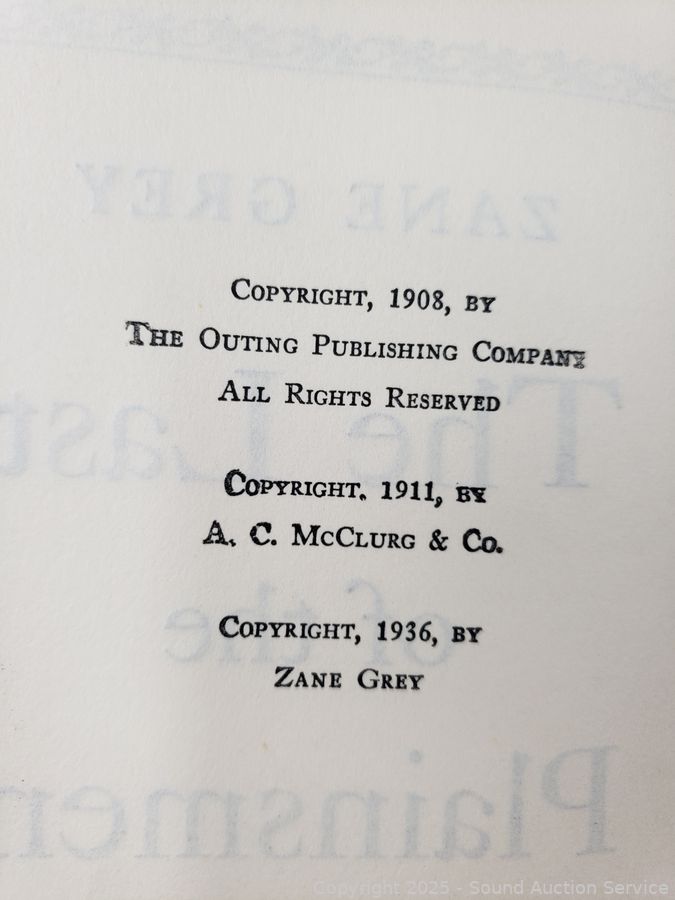 ZANE GREY
COPYRIGHT, 1908, BY
THE OUTING PUBLISHING COMPANY
ALL RIGHTS RESERVED
The Last
COPYRIGHT. 1911, BY
A. C. MCCLURG & CO.
of the
COPYRIGHT, 1936, BY
ZANE GREY
Plainsmen
Copyright 2025 - Sound Auction Service